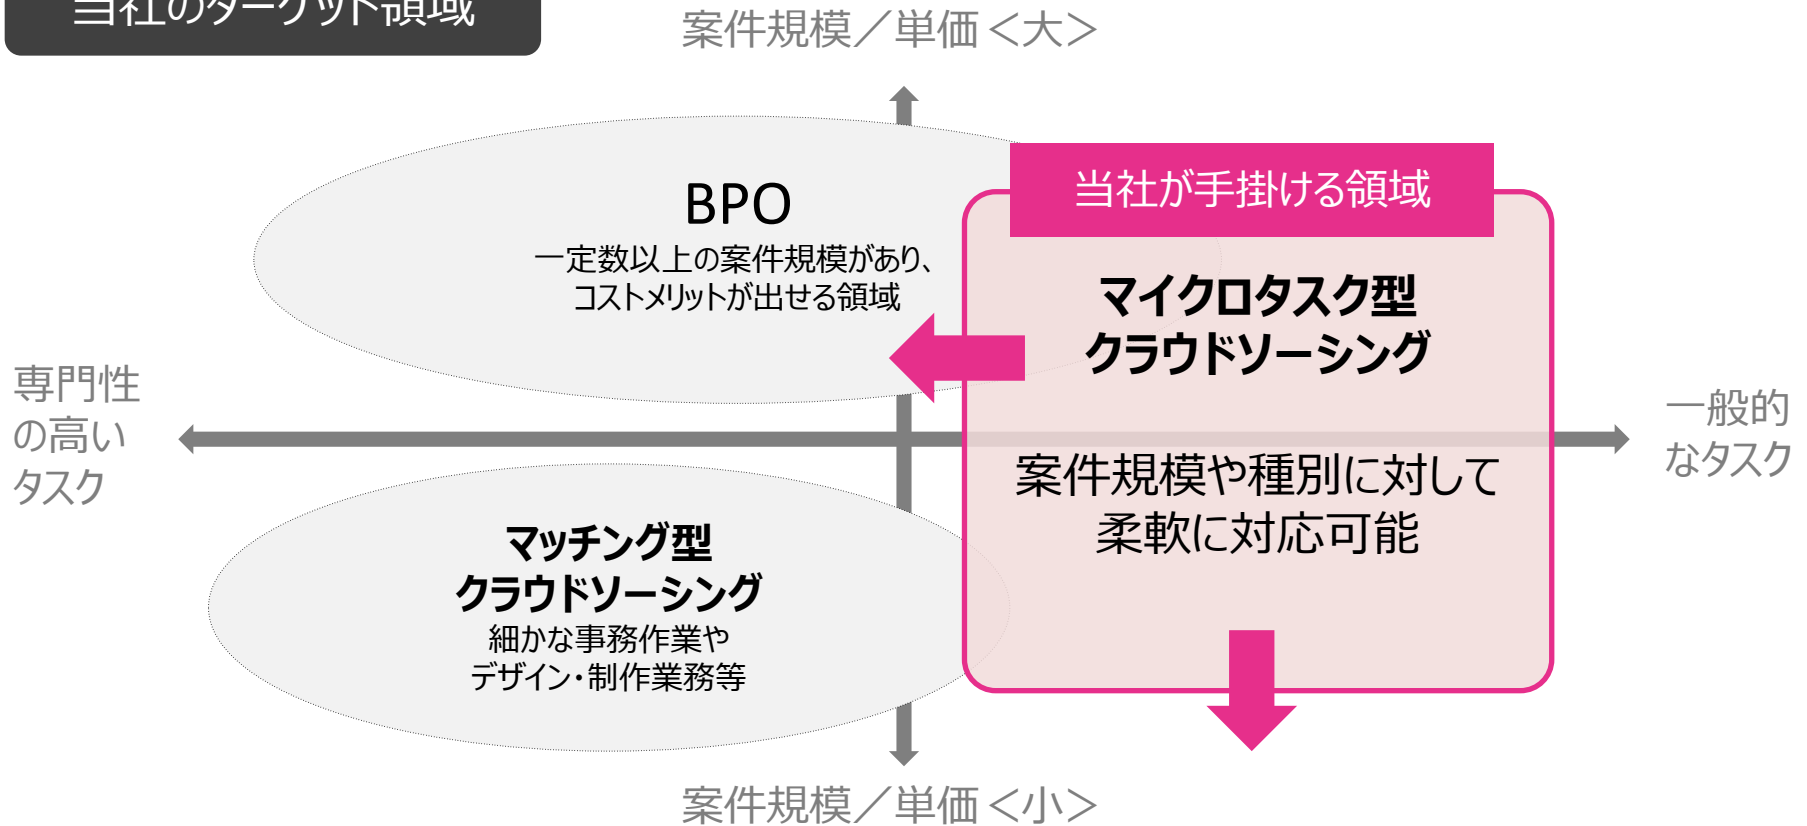 当社のターゲット領域
案件規模／単価＜大＞
当社が手掛ける領域
BPO
一定数以上の案件規模があり、
コストメリットが出せる領域
マイクロタスク型
クラウドソーシング
専門性
の高い
タスク
一般的
なタスク
案件規模や種別に対して
柔軟に対応可能
マッチング型
クラウドソーシング
細かな事務作業や
デザイン・制作業務等
案件規模／単価＜小＞